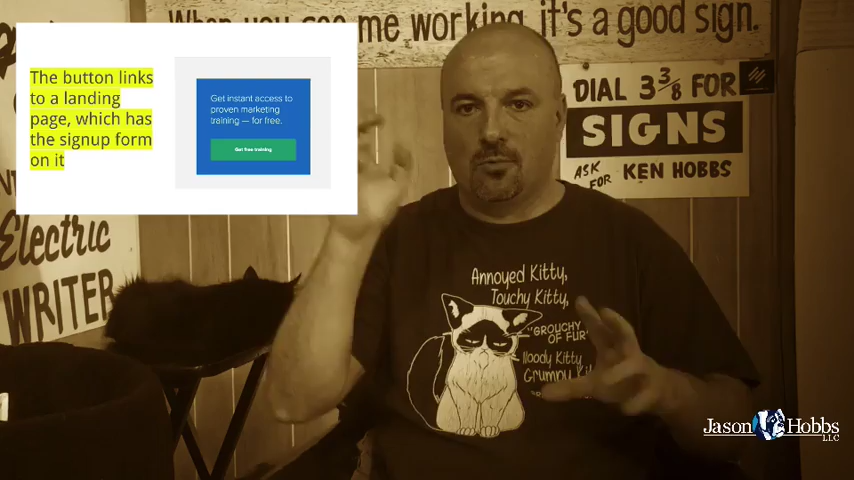 When you see me working, it's a good sign.
The button links
to a landing
page, which has
the signup form
on it
Get instant access to
proven marketing
training — for free.
Get free training
DIAL 3 3/8 FOR
SIGNS
ASK
FOR KEN HOBBS
Electric
WRITER
Annoyed Kitty,
Touchy Kitty,
"GROUCHY
OF FUR"
Moody Kitty
Grumpy
Jason Hobbs
LLC